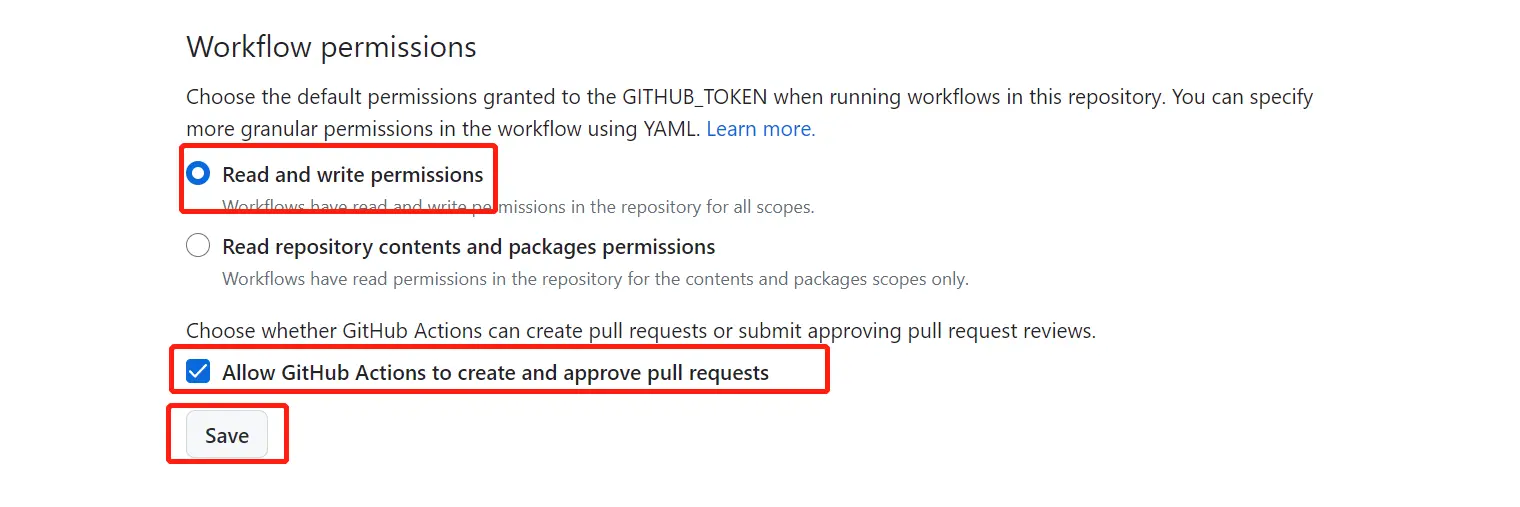 Workflow permissions
Choose the default permissions granted to the GITHUB_TOKEN when running workflows in this repository. You can specify
more granular permissions in the workflow using YAML. Learn more.
Read and write permissions
Workflows have read and write permissions in the repository for all scopes.
Read repository contents and packages permissions
Workflows have read permissions in the repository for the contents and packages scopes only.
Choose whether GitHub Actions can create pull requests or submit approving pull request reviews.
Allow GitHub Actions to create and approve pull requests
Save